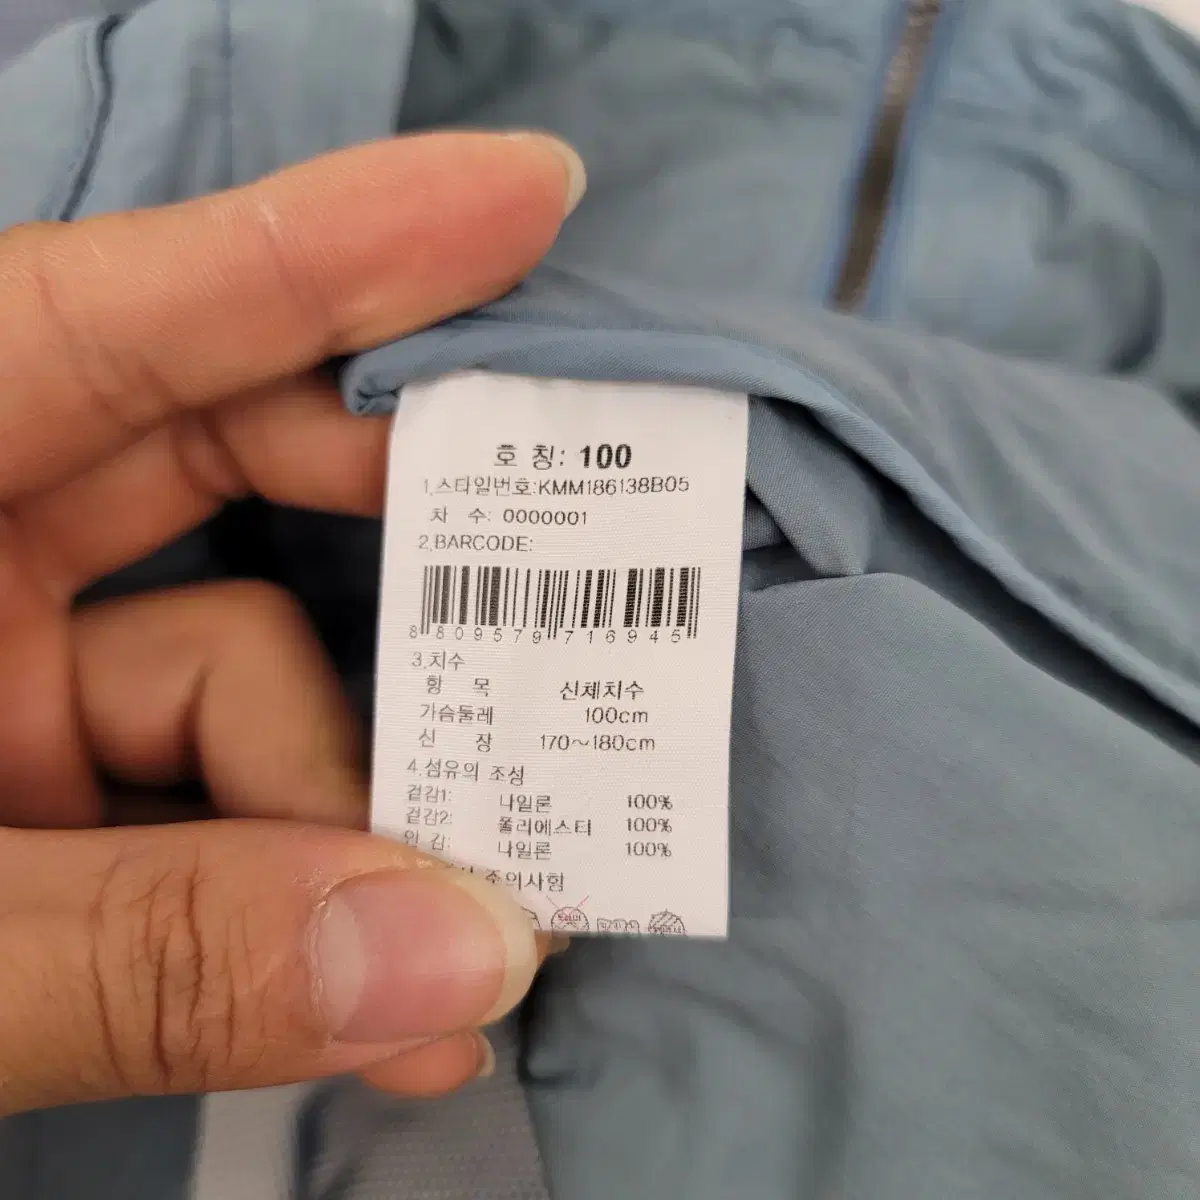 호 칭: 100
1.스타일번호:KMM186138B05
차 수: 0000001
2.BARCODE:
8809579716945
3.치수
항 목 신체치수
가슴둘레 100cm
신 장 170~180cm
4.섬유의 조성
겉감1: 나일론 100%
겉감2: 폴리에스터 100%
감: 나일론 100%
주의사항
드라이